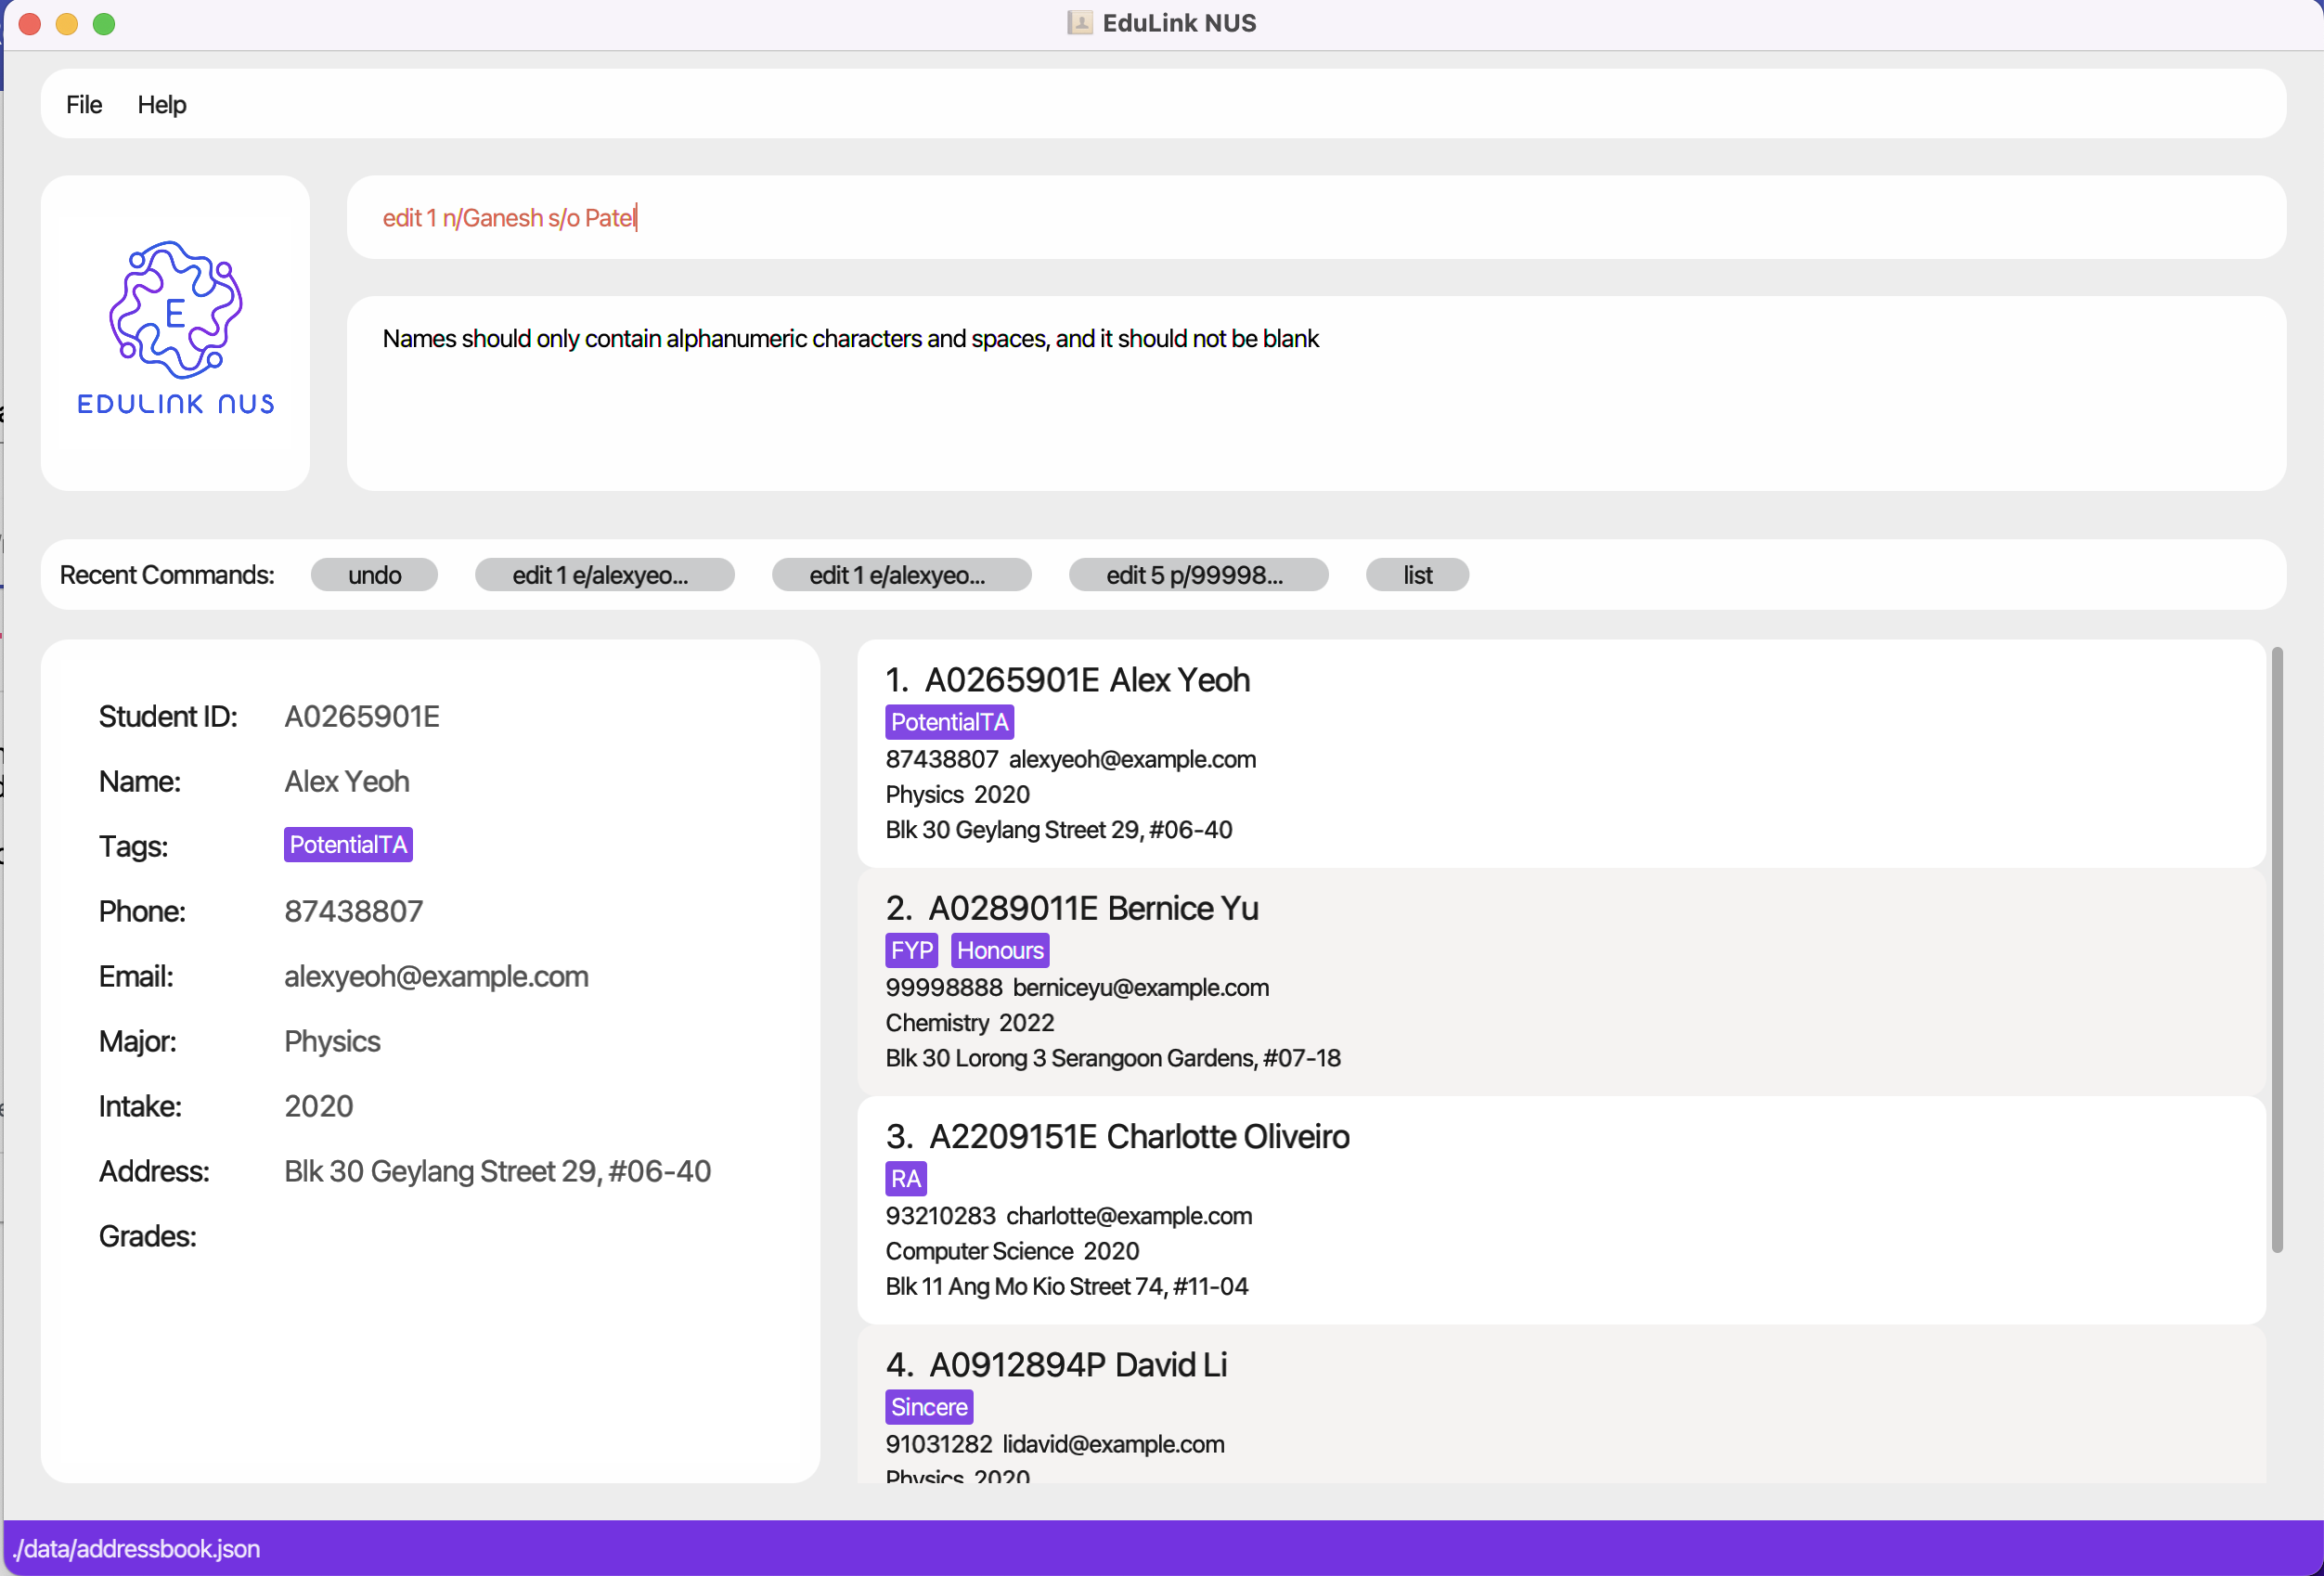 EduLink NUS
File Help
edit 1 n/Ganesh s/o Patel
E
EDULINK NUS
Names should only contain alphanumeric characters and spaces, and it should not be blank
Recent Commands: undo edit 1 e/alexyeo... edit 1 e/alexyeo... edit 5 p/99998... list
Student ID: A0265901E
Name: Alex Yeoh
Tags: PotentialTA
Phone: 87438807
Email: alexyeoh@example.com
Major: Physics
Intake: 2020
Address: Blk 30 Geylang Street 29, #06-40
Grades:
1. A0265901E Alex Yeoh
PotentialTA
87438807 alexyeoh@example.com
Physics 2020
Blk 30 Geylang Street 29, #06-40
2. A0289011E Bernice Yu
FYP Honours
99998888 berniceyu@example.com
Chemistry 2022
Blk 30 Lorong 3 Serangoon Gardens, #07-18
3. A2209151E Charlotte Oliveiro
RA
93210283 charlotte@example.com
Computer Science 2020
Blk 11 Ang Mo Kio Street 74, #11-04
4. A0912894P David Li
Sincere
91031282 lidavid@example.com
Physics 2020
./data/addressbook.json